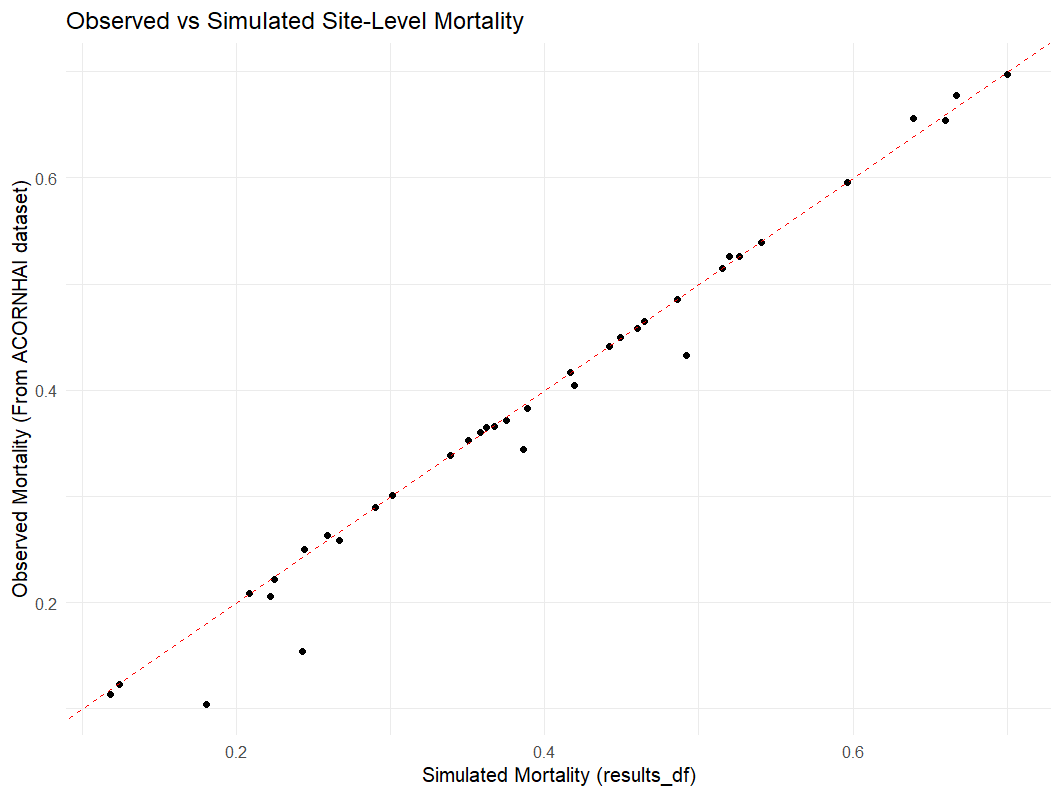 Observed vs Simulated Site-Level Mortality
Observed Mortality (From ACORNHAI dataset)
0.6
0.4
0.2
0.2 0.4 0.6
Simulated Mortality (results_df)